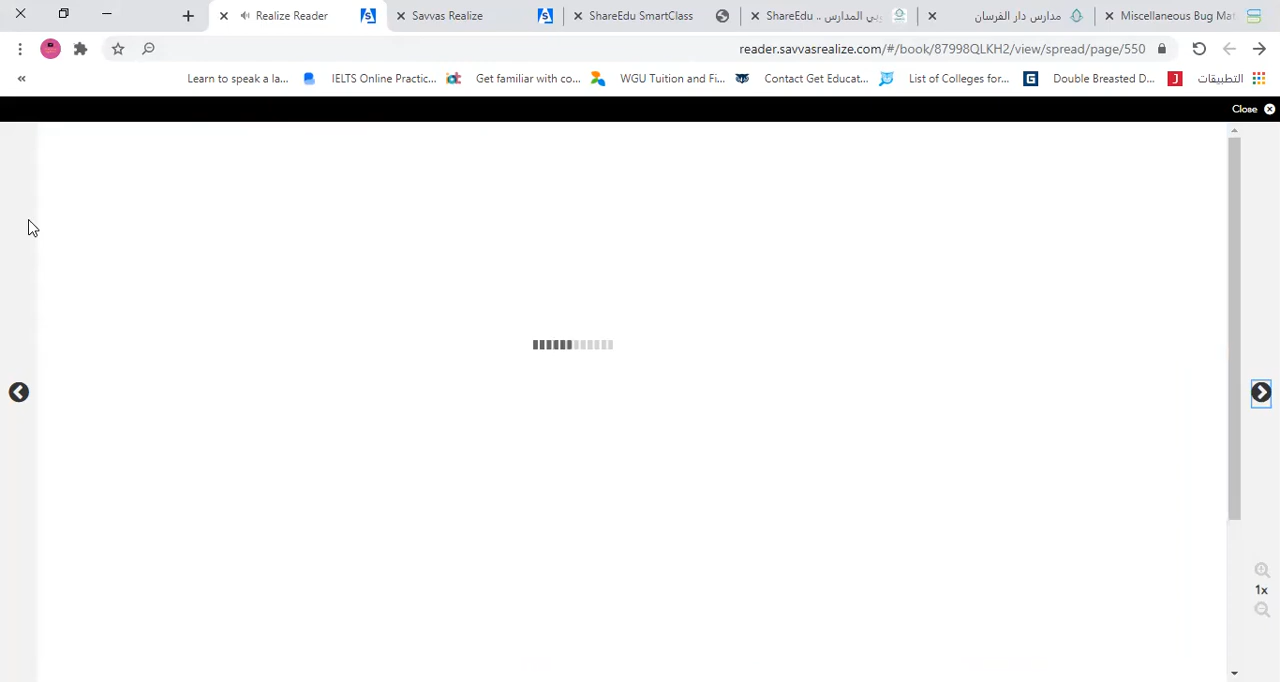 Realize Reader
Savvas Realize
ShareEdu SmartClass
ShareEdu .. بي المدارس
مدارس دار الفرسان
Miscellaneous Bug Mat
reader.savvasrealize.com/#/book/87998QLKH2/view/spread/page/550
«
Learn to speak a la...
IELTS Online Practic...
Get familiar with co...
WGU Tuition and Fi...
Contact Get Educat...
List of Colleges for...
Double Breasted D...
التطبيقات
Close
1x